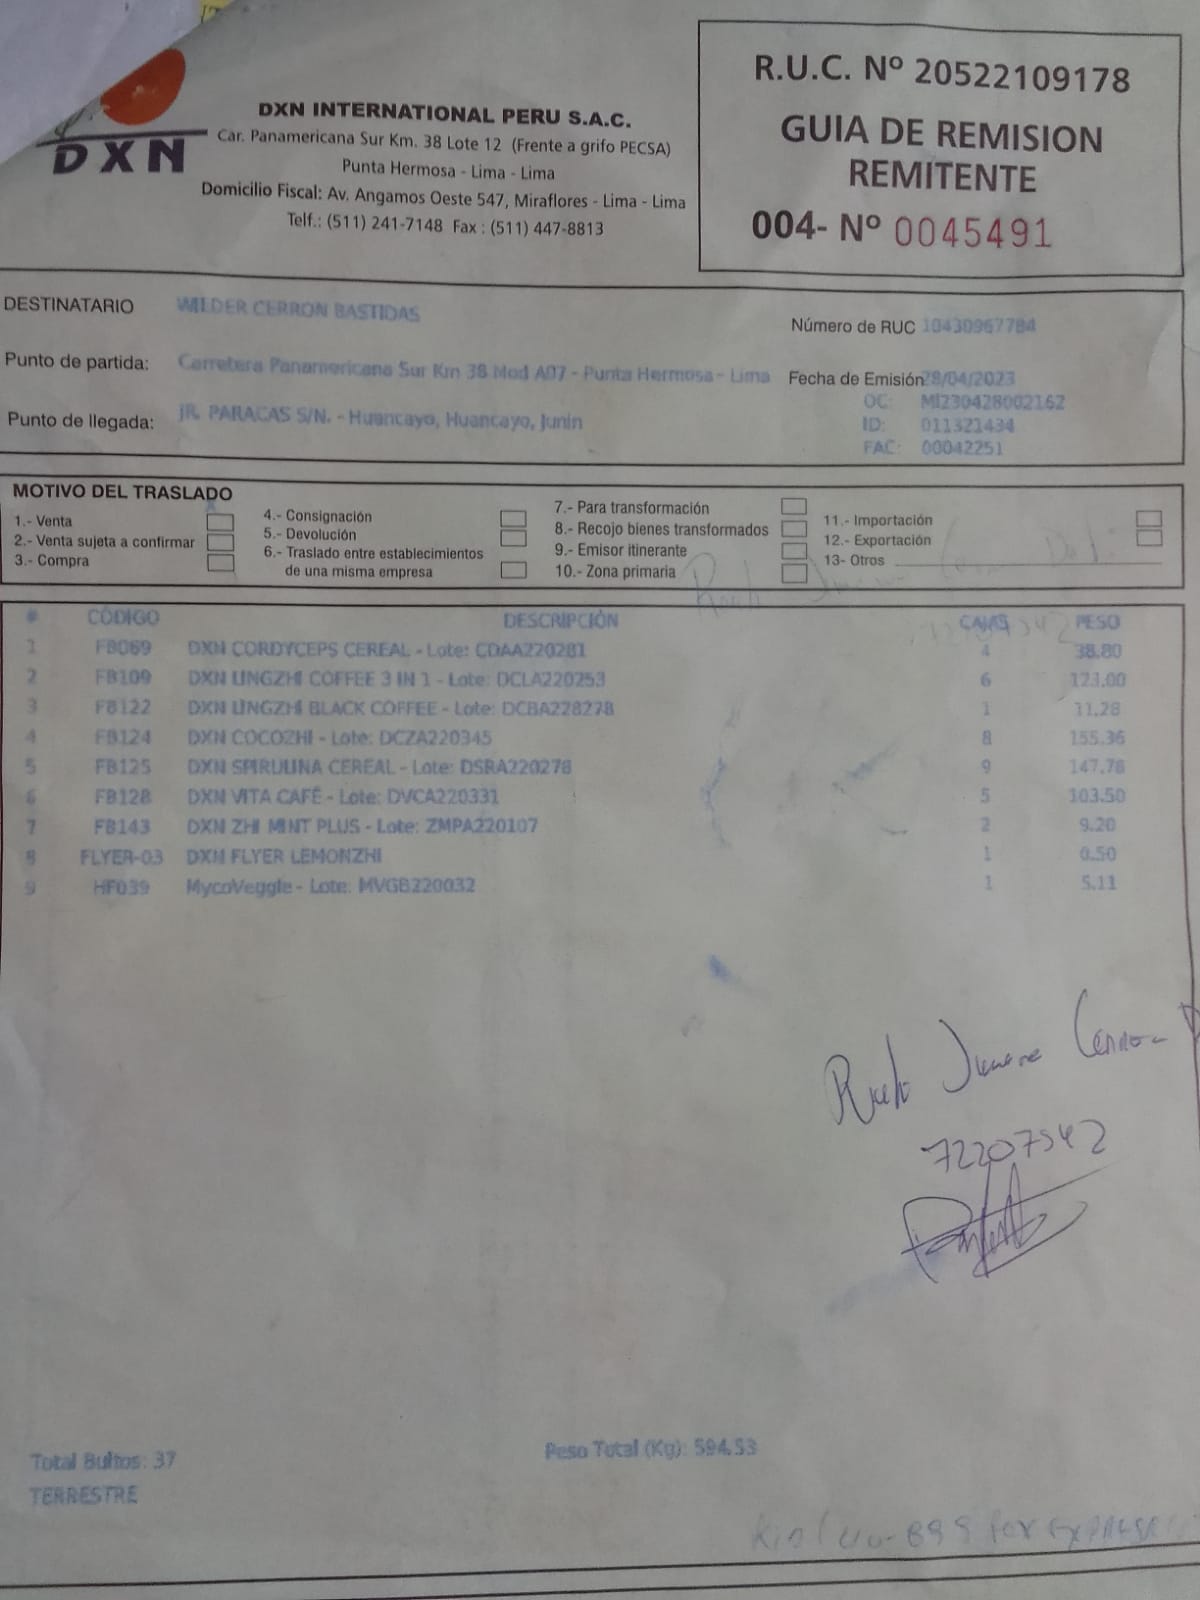 DXN
DXN INTERNATIONAL PERU S.A.C.
Car. Panamericana Sur Km. 38 Lote 12 (Frente a grifo PECSA)
Punta Hermosa - Lima - Lima
Domicilio Fiscal: Av. Angamos Oeste 547, Miraflores - Lima - Lima
Telf.: (511) 241-7148 Fax : (511) 447-8813
R.U.C. Nº 20522109178
GUIA DE REMISION
REMITENTE
004- Nº 0045491
DESTINATARIO WILDER CERRON BASTIDAS
Número de RUC 10430967784
Punto de partida: Carretera Panamericana Sur Km 38 Mod A07 - Punta Hermosa - Lima
Fecha de Emisión 28/04/2023
OC: MI230428002162
Punto de llegada: JR. PARACAS S/N. - Huancayo, Huancayo, Junin
ID: 011321434
FAC: 00042251
MOTIVO DEL TRASLADO
1.- Venta
2.- Venta sujeta a confirmar
3.- Compra
4.- Consignación
5.- Devolución
6.- Traslado entre establecimientos
de una misma empresa
7.- Para transformación
8.- Recojo bienes transformados
9.- Emisor itinerante
10.- Zona primaria
11.- Importación
12.- Exportación
13- Otros
# CÓDIGO DESCRIPCIÓN CAJAS PESO
1 FB069 DXN CORDYCEPS CEREAL - Lote: CDAA220281 4 38.80
2 FB109 DXN LINGZHI COFFEE 3 IN 1 - Lote: DCLA220253 6 123.00
3 FB122 DXN LINGZHI BLACK COFFEE - Lote: DCBA228278 1 11.28
4 FB124 DXN COCOZHI - Lote: DCZA220345 8 155.36
5 FB125 DXN SPIRULINA CEREAL - Lote: DSRA220278 9 147.78
6 FB128 DXN VITA CAFÉ - Lote: DVCA220331 5 103.50
7 FB143 DXN ZHI MINT PLUS - Lote: ZMPA220107 2 9.20
8 FLYER-03 DXN FLYER LEMONZHI 1 0.50
9 HF039 MycoVeggie - Lote: MVGB220032 1 5.11
Ruth
72207542
Total Bultos: 37
Peso Total (Kg): 594.53
TERRESTRE